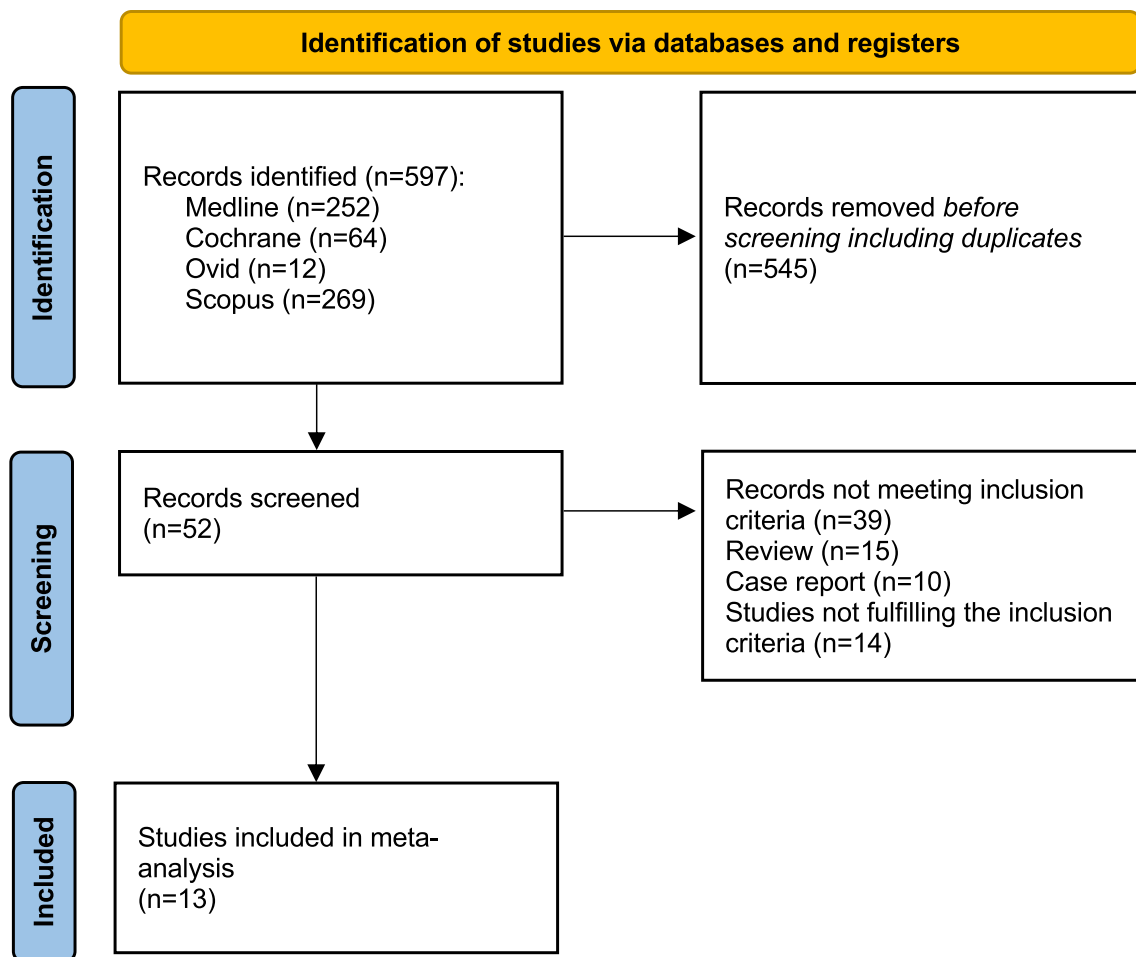 Identification of studies via databases and registers
Identification
Records identified (n=597):
Medline (n=252)
Cochrane (n=64)
Ovid (n=12)
Scopus (n=269)
Records removed before
screening including duplicates
(n=545)
Screening
Records screened
(n=52)
Records not meeting inclusion
criteria (n=39)
Review (n=15)
Case report (n=10)
Studies not fulfilling the inclusion
criteria (n=14)
Included
Studies included in meta-
analysis
(n=13)